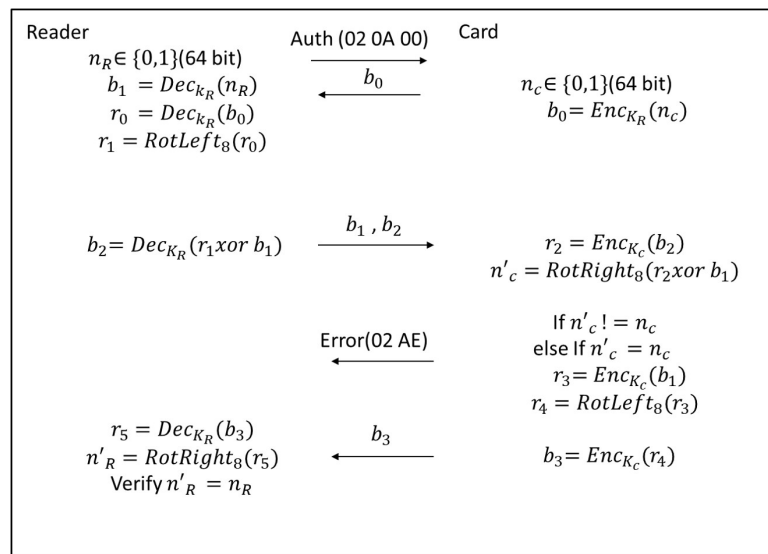 Reader
Auth (02 0A 00)
Card
n_R ∈ {0,1}(64 bit)
b_1 = Dec_{k_R}(n_R)
r_0 = Dec_{k_R}(b_0)
r_1 = RotLeft_8(r_0)
b_0
n_c ∈ {0,1}(64 bit)
b_0 = Enc_{K_R}(n_c)
b_2 = Dec_{K_R}(r_1 xor b_1)
b_1 , b_2
r_2 = Enc_{K_c}(b_2)
n'_c = RotRight_8(r_2 xor b_1)
Error(02 AE)
If n'_c ! = n_c
else If n'_c = n_c
r_3 = Enc_{K_c}(b_1)
r_4 = RotLeft_8(r_3)
r_5 = Dec_{K_R}(b_3)
n'_R = RotRight_8(r_5)
Verify n'_R = n_R
b_3
b_3 = Enc_{K_c}(r_4)